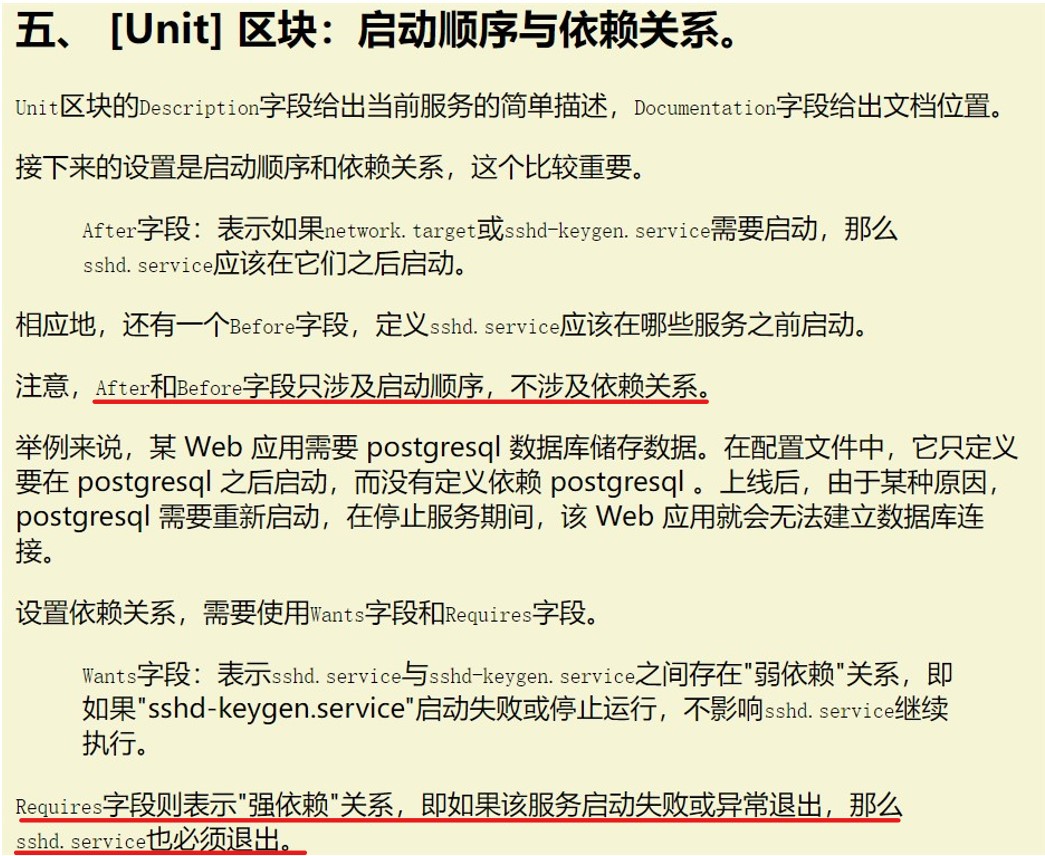 五、 [Unit] 区块：启动顺序与依赖关系。
Unit区块的Description字段给出当前服务的简单描述，Documentation字段给出文档位置。
接下来的设置是启动顺序和依赖关系，这个比较重要。
After字段：表示如果network.target或sshd-keygen.service需要启动，那么
sshd.service应该在它们之后启动。
相应地，还有一个Before字段，定义sshd.service应该在哪些服务之前启动。
注意，After和Before字段只涉及启动顺序，不涉及依赖关系。
举例来说，某 Web 应用需要 postgresql 数据库储存数据。在配置文件中，它只定义
要在 postgresql 之后启动，而没有定义依赖 postgresql 。上线后，由于某种原因，
postgresql 需要重新启动，在停止服务期间，该 Web 应用就会无法建立数据库连
接。
设置依赖关系，需要使用Wants字段和Requires字段。
Wants字段：表示sshd.service与sshd-keygen.service之间存在"弱依赖"关系，即
如果"sshd-keygen.service"启动失败或停止运行，不影响sshd.service继续
执行。
Requires字段则表示"强依赖"关系，即如果该服务启动失败或异常退出，那么
sshd.service也必须退出。